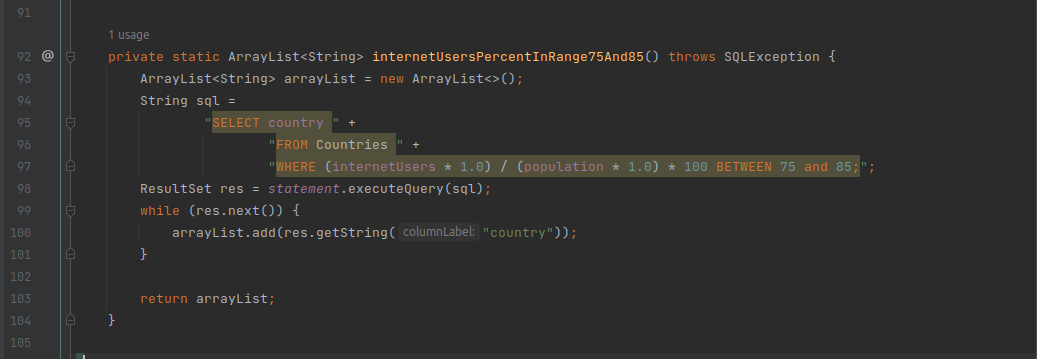 91
1 usage
92 @ private static ArrayList<String> internetUsersPercentInRange75And85() throws SQLException {
93 ArrayList<String> arrayList = new ArrayList<>();
94 String sql =
95 "SELECT country " +
96 "FROM Countries " +
97 "WHERE (internetUsers * 1.0) / (population * 1.0) * 100 BETWEEN 75 and 85;";
98 ResultSet res = statement.executeQuery(sql);
99 while (res.next()) {
100 arrayList.add(res.getString( columnLabel: "country"));
101 }
102
103 return arrayList;
104 }
105